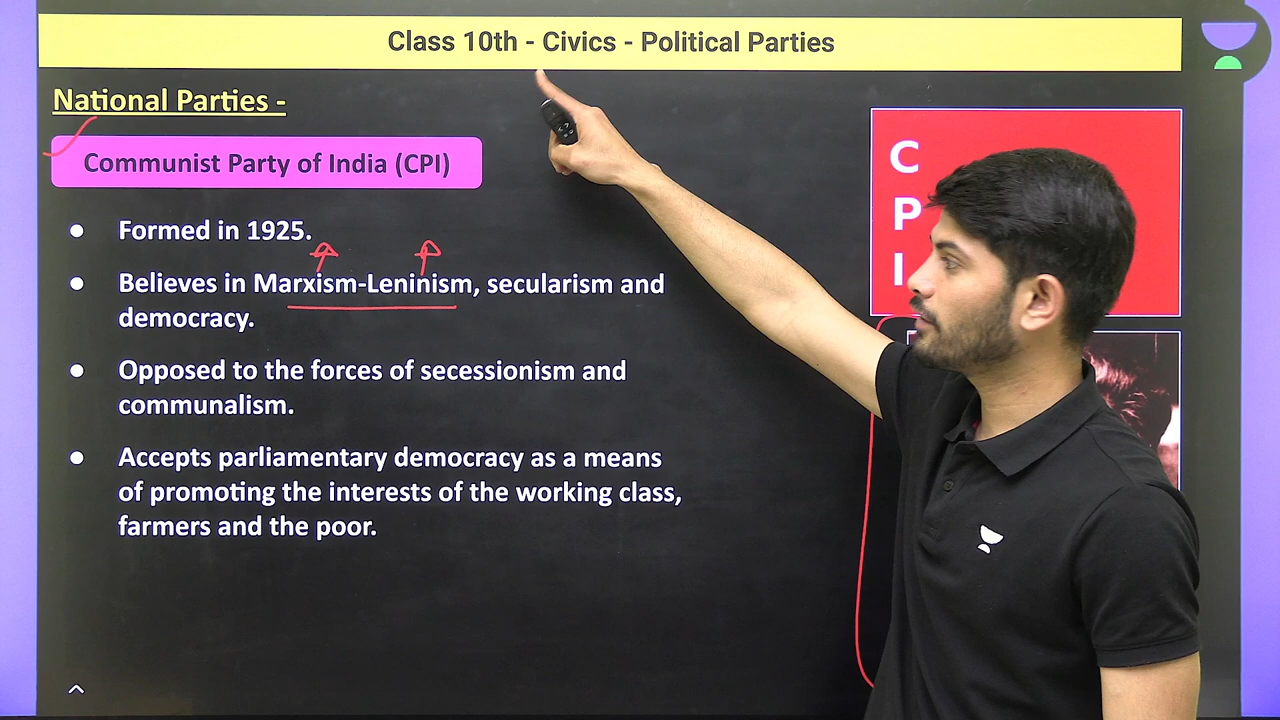 Class 10th - Civics - Political Parties
National Parties -
Communist Party of India (CPI)
● Formed in 1925.
● Believes in Marxism-Leninism, secularism and
democracy.
● Opposed to the forces of secessionism and
communalism.
● Accepts parliamentary democracy as a means
of promoting the interests of the working class,
farmers and the poor.
C
P
I